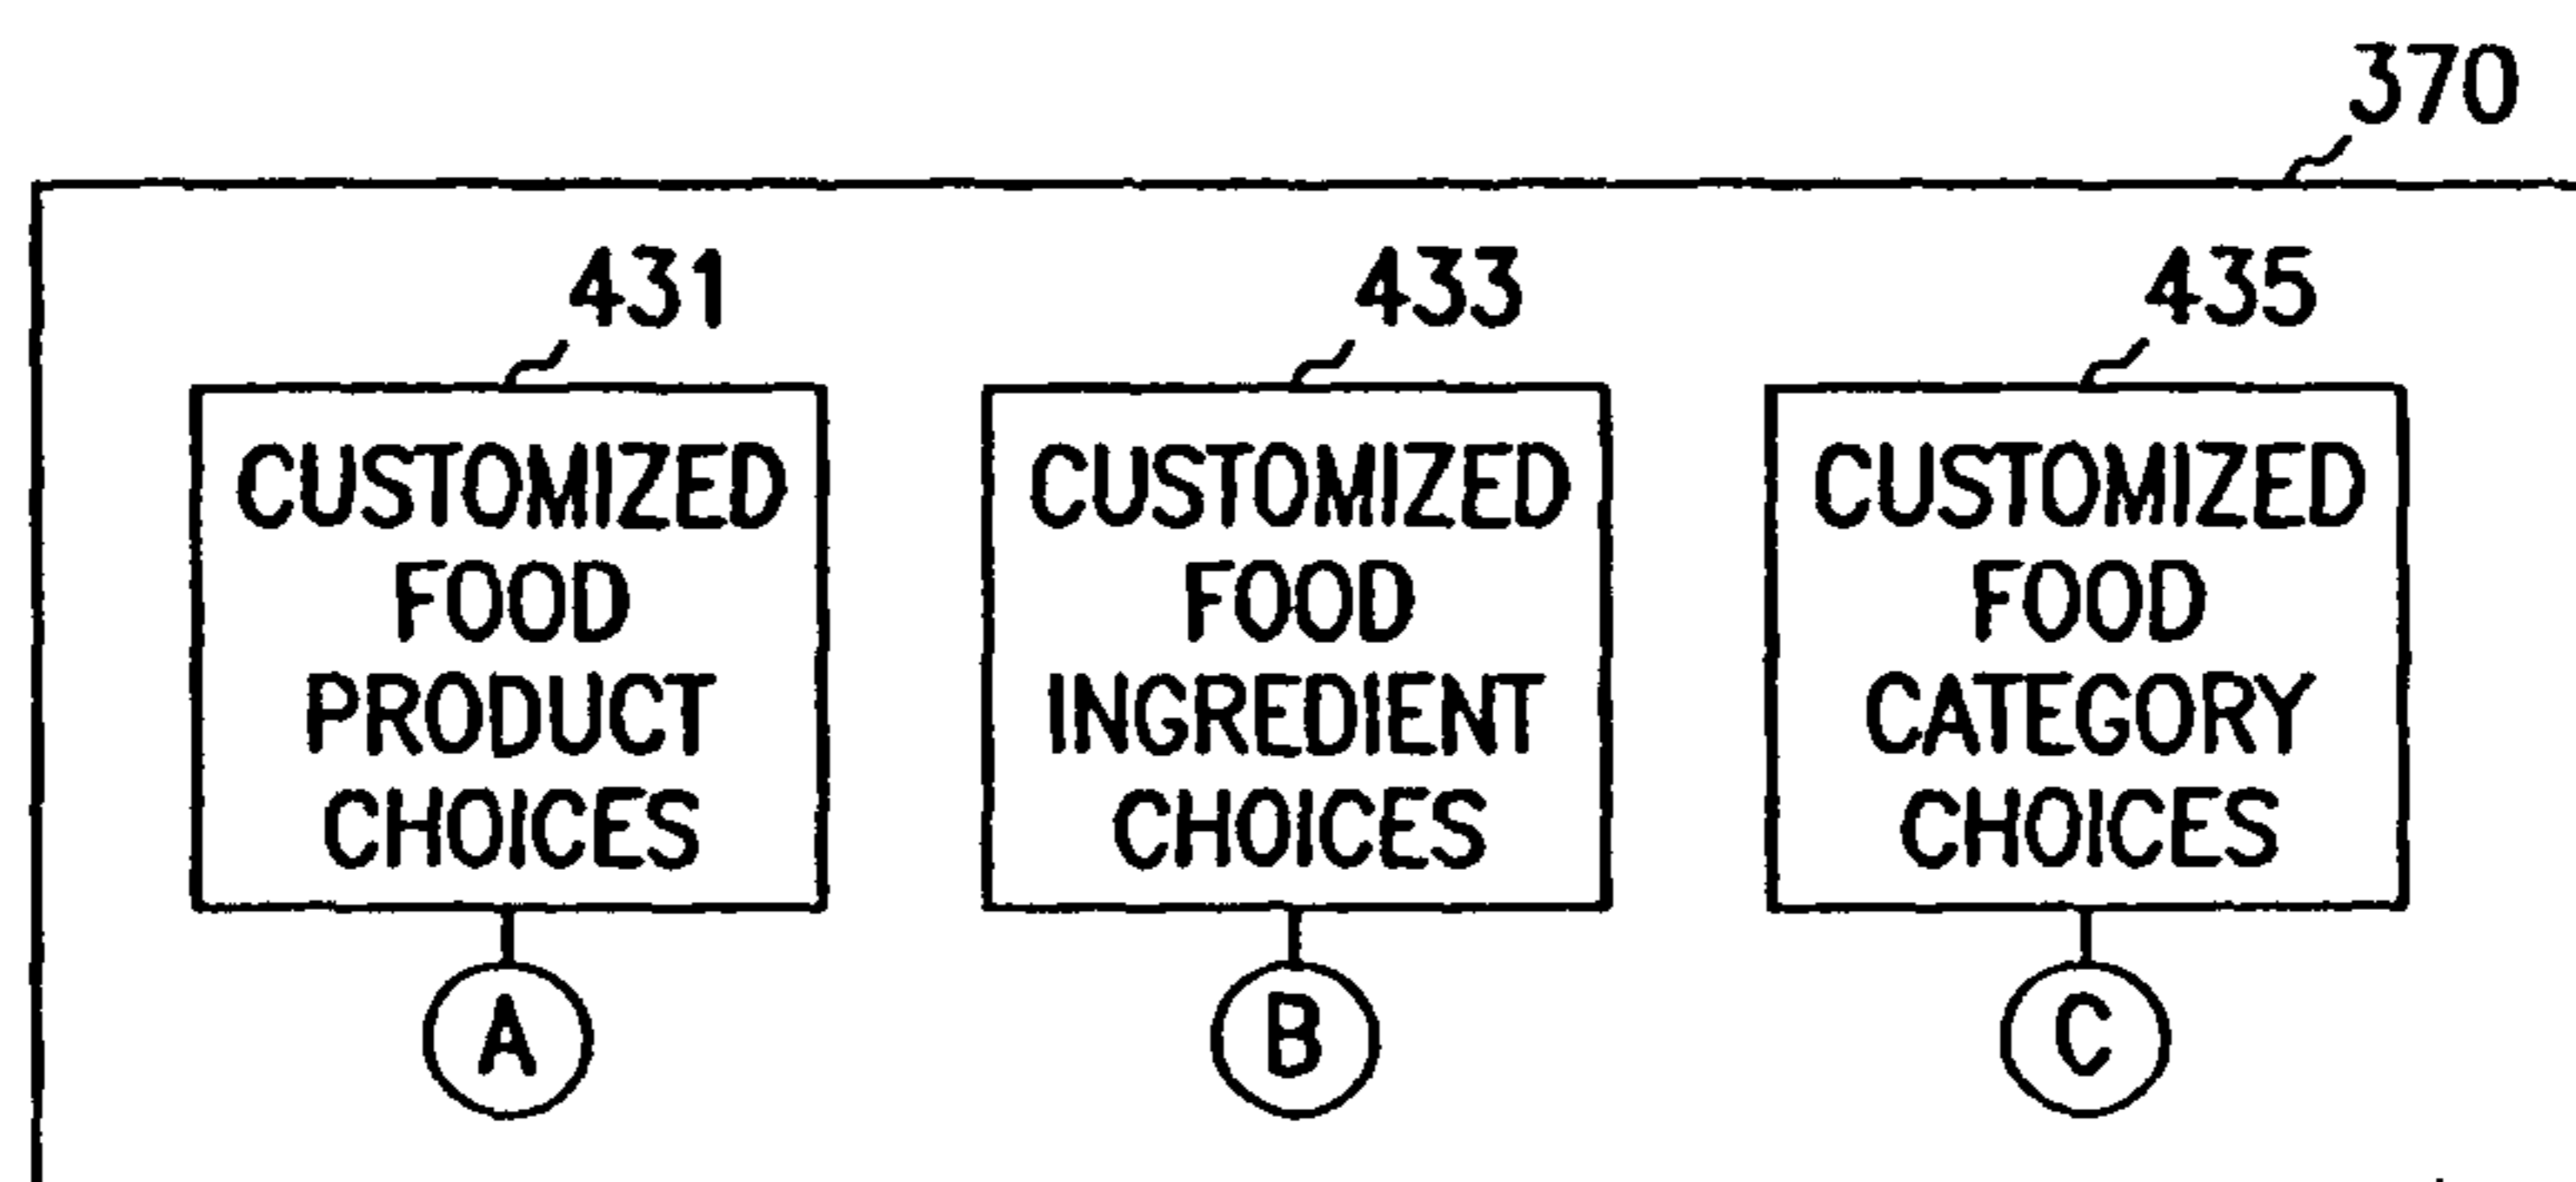 370
431
433
435
CUSTOMIZED
FOOD
PRODUCT
CHOICES
CUSTOMIZED
FOOD
INGREDIENT
CHOICES
CUSTOMIZED
FOOD
CATEGORY
CHOICES
A
B
C